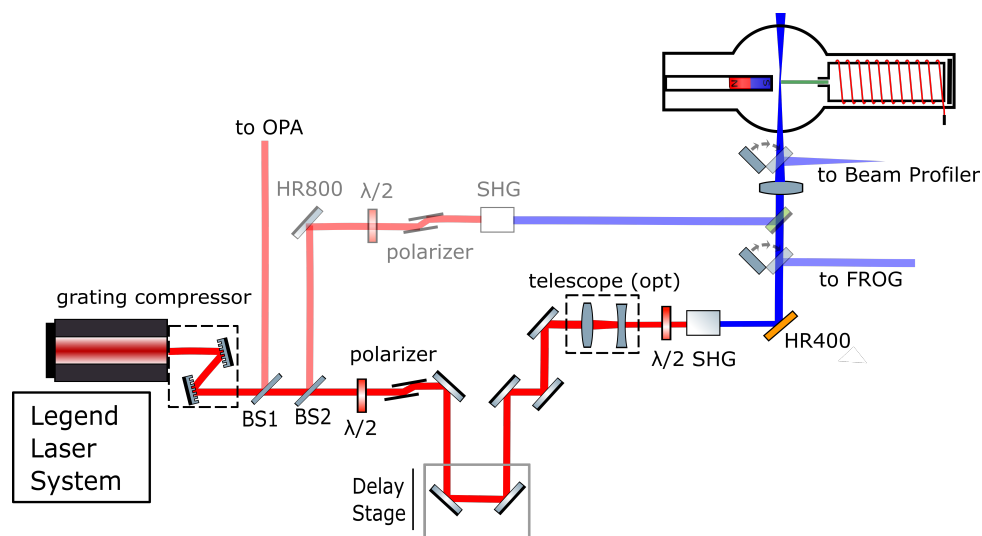 to OPA
HR800
λ/2
SHG
polarizer
N
S
to Beam Profiler
to FROG
telescope (opt)
grating compressor
polarizer
λ/2
SHG
HR400
BS1
BS2
λ/2
Legend
Laser
System
Delay
Stage